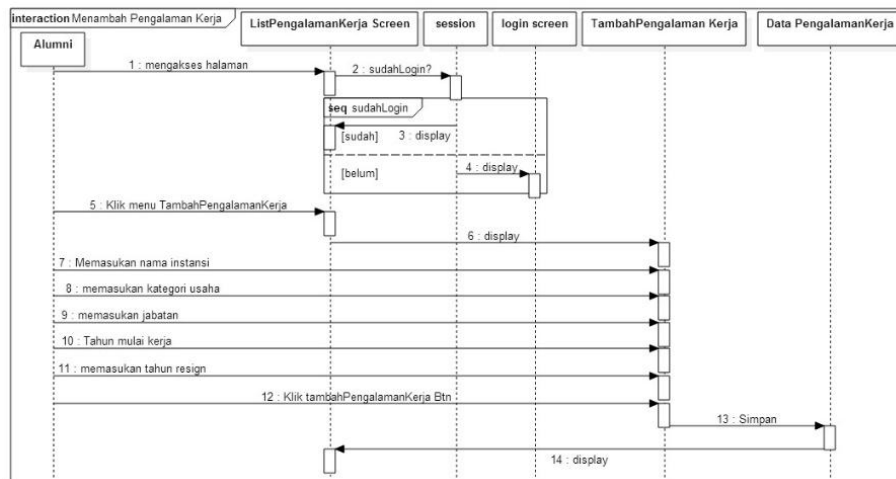 interaction Menambah Pengalaman Kerja
Alumni
ListPengalamanKerja Screen
session
login screen
TambahPengalaman Kerja
Data PengalamanKerja
1 : mengakses halaman
2 : sudahLogin?
seq sudahLogin
[sudah]
3 : display
[belum]
4 : display
5 : Klik menu TambahPengalamanKerja
6 : display
7 : Memasukan nama instansi
8 : memasukan kategori usaha
9 : memasukan jabatan
10 : Tahun mulai kerja
11 : memasukan tahun resign
12 : Klik tambahPengalamanKerja Btn
13 : Simpan
14 : display